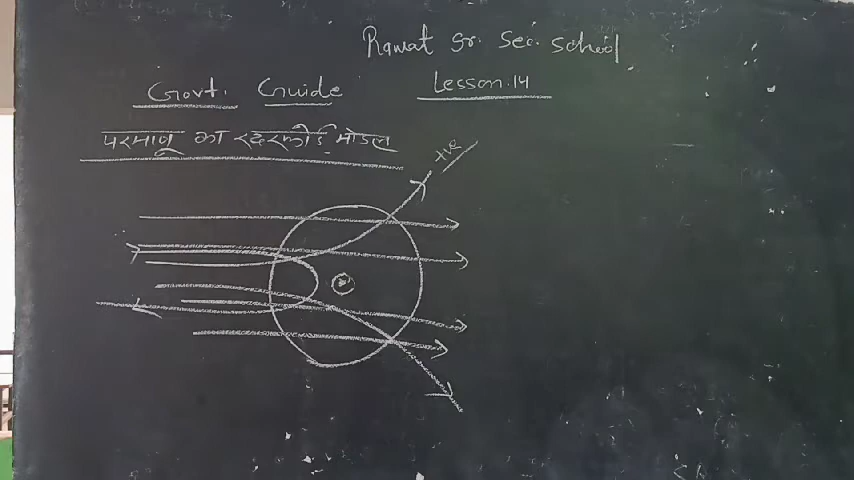 Rawat Sr. Sec. School
Govt. Guide Lesson.14
परमाणु का रदरफोर्ड मोडल